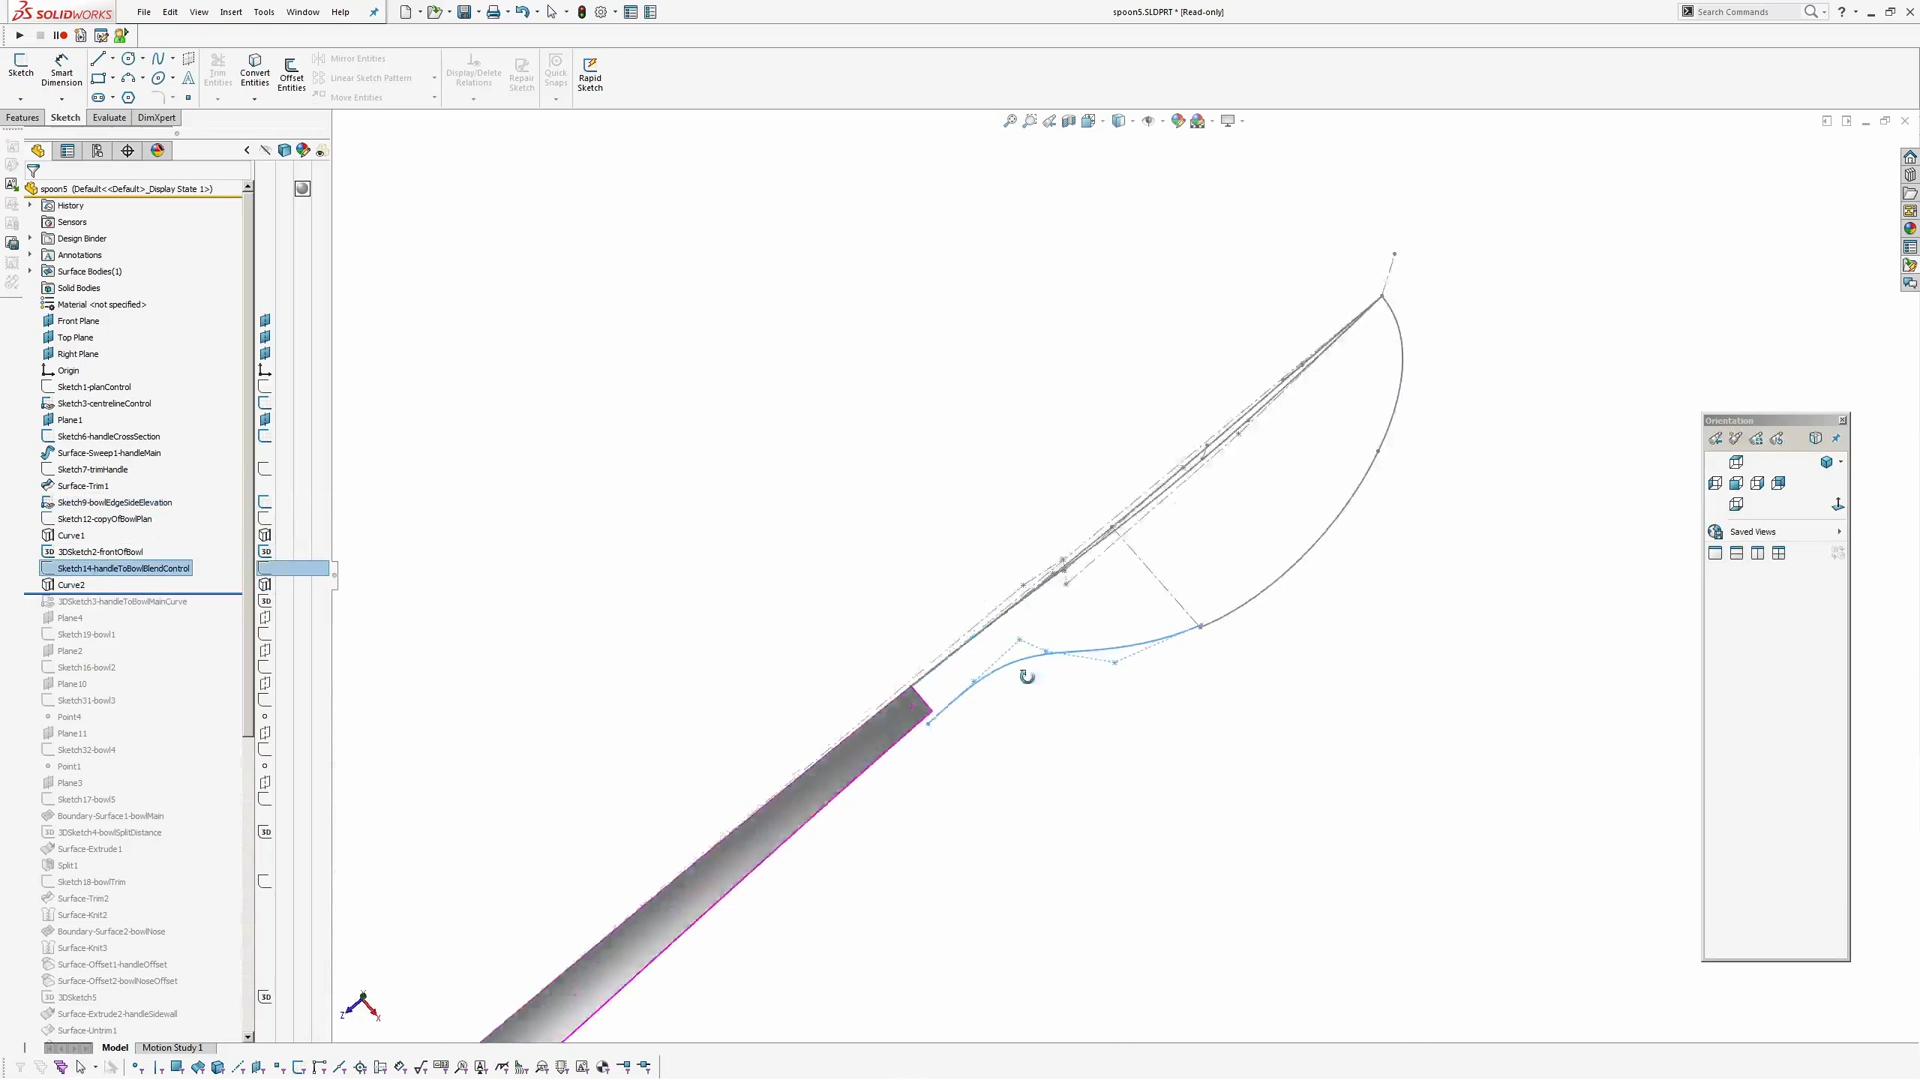 SOLIDWORKS
File Edit View Insert Tools Window Help
spoon5.SLDPRT * [Read-only]
Search Commands
Sketch
Smart Dimension
Trim Entities
Convert Entities
Offset Entities
Mirror Entities
Linear Sketch Pattern
Move Entities
Display/Delete Relations
Repair Sketch
Quick Snaps
Rapid Sketch
Features Sketch Evaluate DimXpert
spoon5 (Default<<Default>_Display State 1>)
History
Sensors
Design Binder
Annotations
Surface Bodies(1)
Solid Bodies
Material <not specified>
Front Plane
Top Plane
Right Plane
Origin
Sketch1-planControl
Sketch3-centrelineControl
Plane1
Sketch6-handleCrossSection
Surface-Sweep1-handleMain
Sketch7-trimHandle
Surface-Trim1
Sketch9-bowlEdgeSideElevation
Sketch12-copyOfBowlPlan
Curve1
3DSketch2-frontOfBowl
Sketch14-handleToBowlBlendControl
Curve2
3DSketch3-handleToBowlMainCurve
Plane4
Sketch19-bowl1
Plane2
Sketch16-bowl2
Plane10
Sketch31-bowl3
Point4
Plane11
Sketch32-bowl4
Point1
Plane3
Sketch17-bowl5
Boundary-Surface1-bowlMain
3DSketch4-bowlSplitDistance
Surface-Extrude1
Split1
Sketch18-bowlTrim
Surface-Trim2
Surface-Knit2
Boundary-Surface2-bowlNose
Surface-Knit3
Surface-Offset1-handleOffset
Surface-Offset2-bowlNoseOffset
3DSketch5
Surface-Extrude2-handleSidewall
Surface-Untrim1
Orientation
Saved Views
Z X
Model Motion Study 1